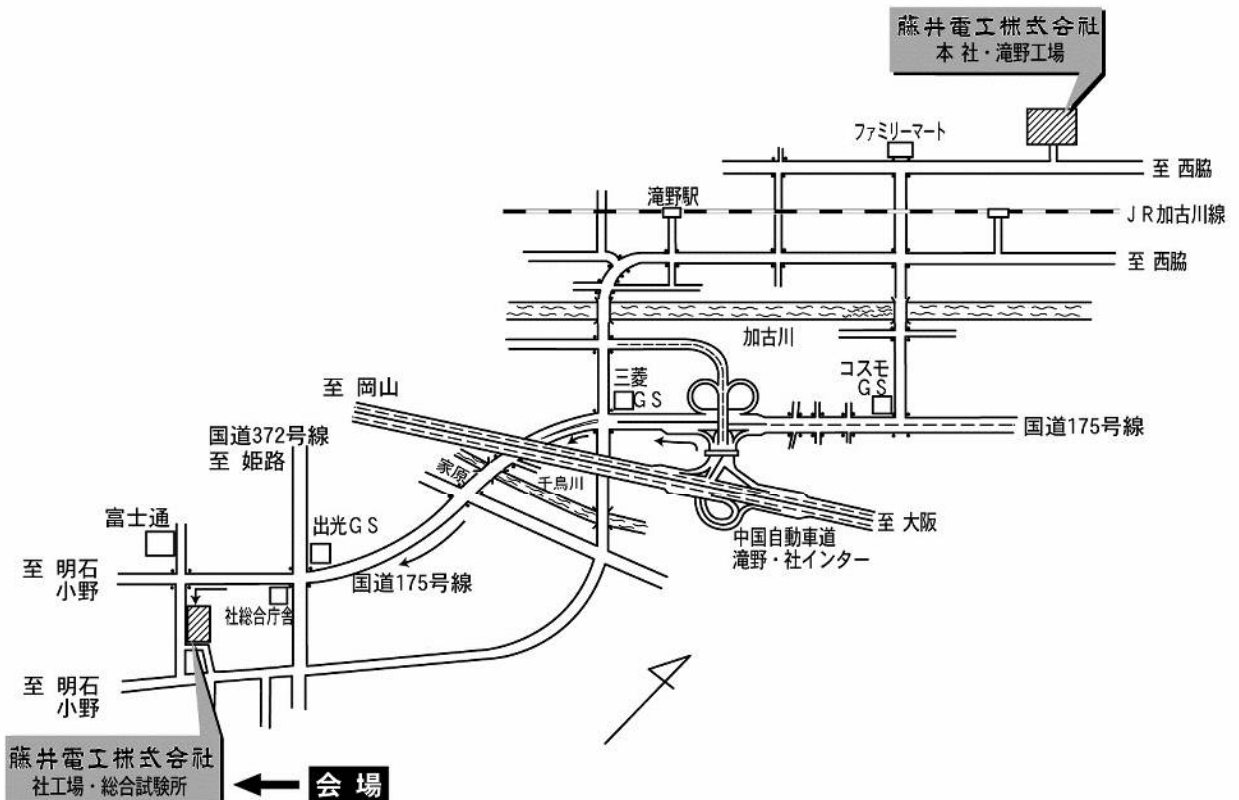 藤井電工株式会社
本社・滝野工場
ファミリーマート
至 西脇
滝野駅
JR加古川線
至 西脇
加古川
コスモ
GS
三菱
GS
至 岡山
国道175号線
国道372号線
至 姫路
家原
千鳥川
至 大阪
中国自動車道
滝野・社インター
富士通
出光GS
至 明石
小野
国道175号線
社総合庁舎
至 明石
小野
藤井電工株式会社
社工場・総合試験所
会場